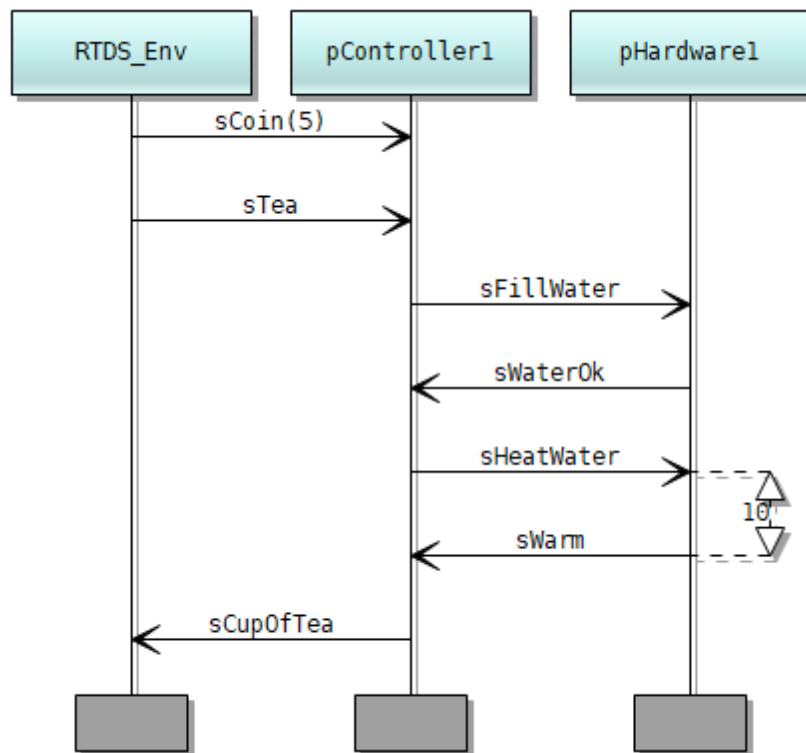 RTDS_Env
pController1
pHardware1
sCoin(5)
sTea
sFillWater
sWaterOk
sHeatWater
10
sWarm
sCupOfTea